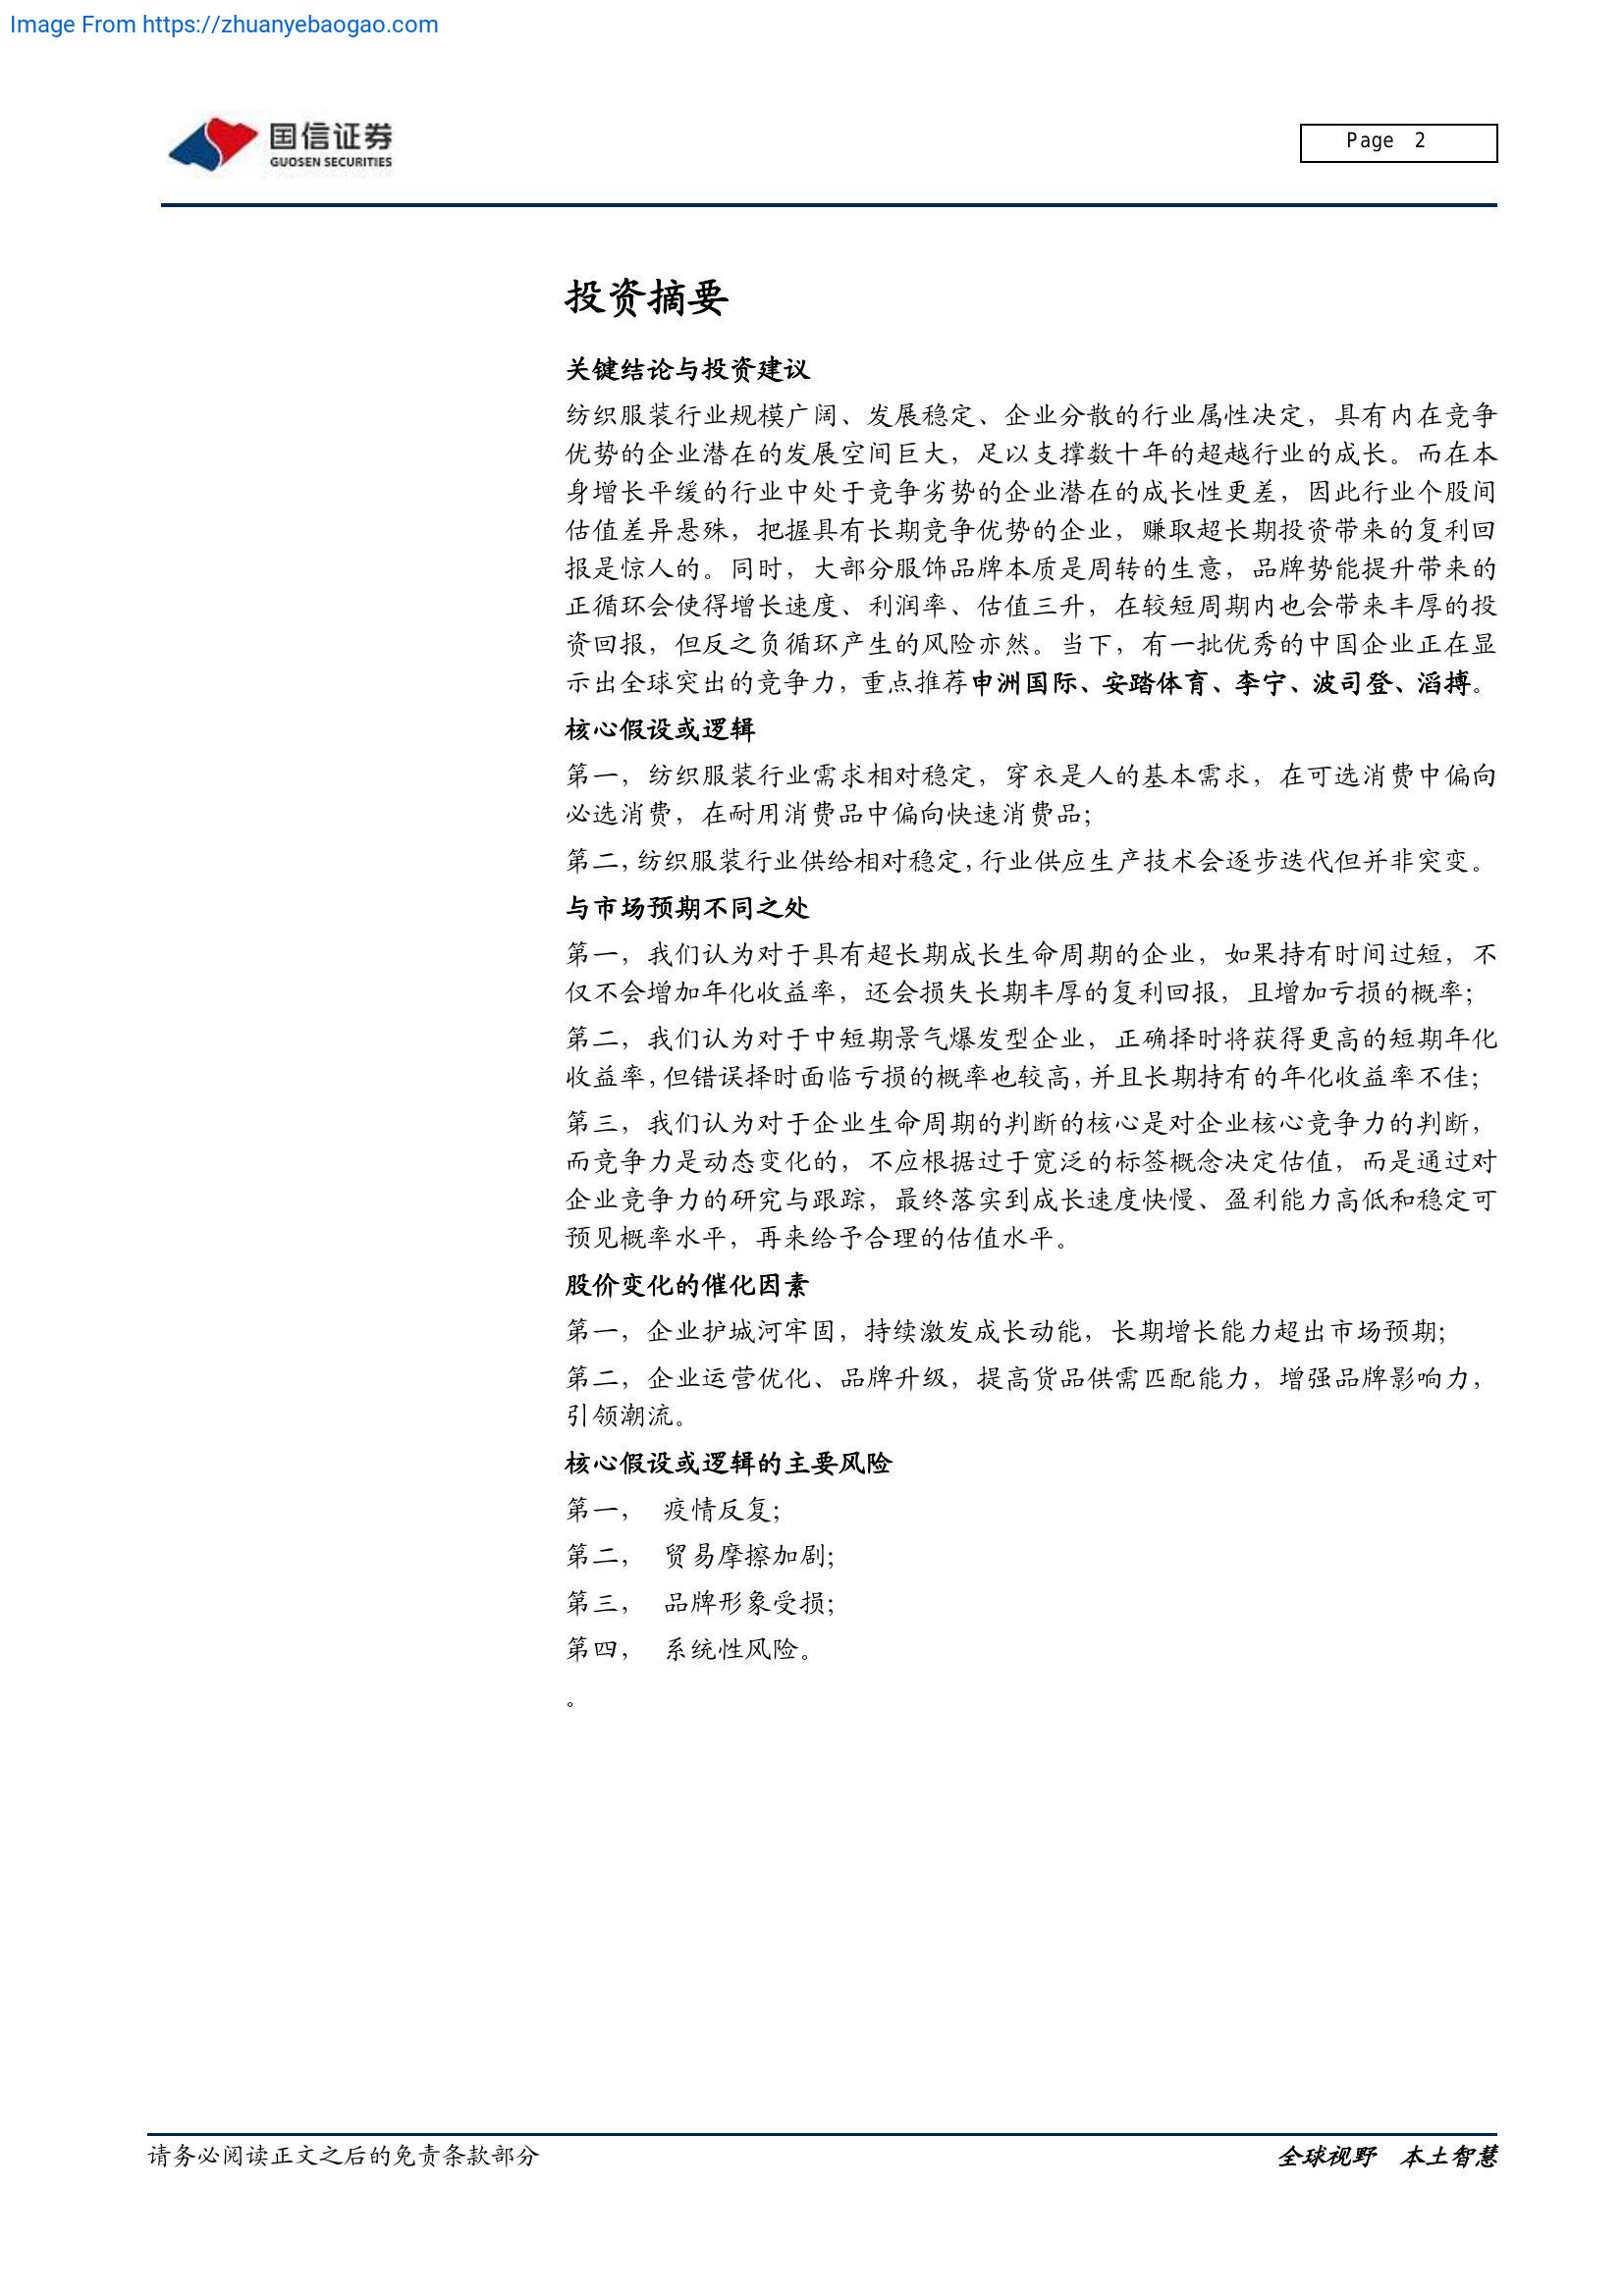 Image From https://zhuanyebaogao.com
国信证券
GUOSEN SECURITIES
Page 2
投资摘要
关键结论与投资建议
纺织服装行业规模广阔、发展稳定、企业分散的行业属性决定，具有内在竞争
优势的企业潜在的发展空间巨大，足以支撑数十年的超越行业的成长。而在本
身增长平缓的行业中处于竞争劣势的企业潜在的成长性更差，因此行业个股间
估值差异悬殊，把握具有长期竞争优势的企业，赚取超长期投资带来的复利回
报是惊人的。同时，大部分服饰品牌本质是周转的生意，品牌势能提升带来的
正循环会使得增长速度、利润率、估值三升，在较短周期内也会带来丰厚的投
资回报，但反之负循环产生的风险亦然。当下，有一批优秀的中国企业正在显
示出全球突出的竞争力，重点推荐申洲国际、安踏体育、李宁、波司登、滔搏。
核心假设或逻辑
第一，纺织服装行业需求相对稳定，穿衣是人的基本需求，在可选消费中偏向
必选消费，在耐用消费品中偏向快速消费品；
第二，纺织服装行业供给相对稳定，行业供应生产技术会逐步迭代但并非突变。
与市场预期不同之处
第一，我们认为对于具有超长期成长生命周期的企业，如果持有时间过短，不
仅不会增加年化收益率，还会损失长期丰厚的复利回报，且增加亏损的概率；
第二，我们认为对于中短期景气爆发型企业，正确择时将获得更高的短期年化
收益率，但错误择时面临亏损的概率也较高，并且长期持有的年化收益率不佳；
第三，我们认为对于企业生命周期的判断的核心是对企业核心竞争力的判断，
而竞争力是动态变化的，不应根据过于宽泛的标签概念决定估值，而是通过对
企业竞争力的研究与跟踪，最终落实到成长速度快慢、盈利能力高低和稳定可
预见概率水平，再来给予合理的估值水平。
股价变化的催化因素
第一，企业护城河牢固，持续激发成长动能，长期增长能力超出市场预期；
第二，企业运营优化、品牌升级，提高货品供需匹配能力，增强品牌影响力，
引领潮流。
核心假设或逻辑的主要风险
第一， 疫情反复；
第二， 贸易摩擦加剧；
第三， 品牌形象受损；
第四， 系统性风险。
。
请务必阅读正文之后的免责条款部分
全球视野 本土智慧